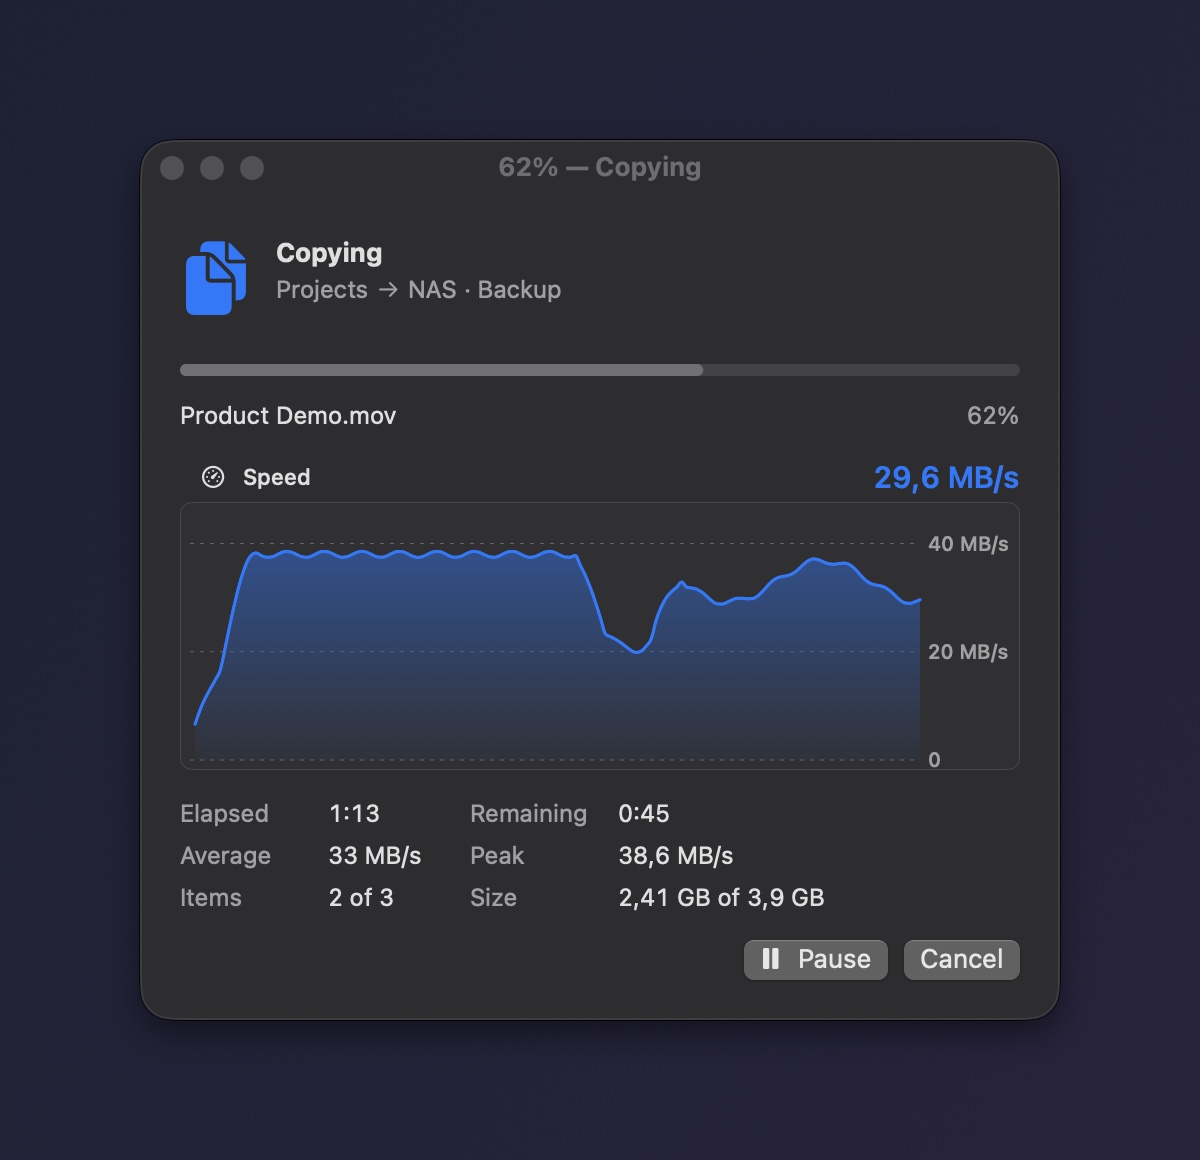 62% — Copying
Copying
Projects → NAS · Backup
Product Demo.mov 62%
Speed 29,6 MB/s
40 MB/s
20 MB/s
0
Elapsed 1:13 Remaining 0:45
Average 33 MB/s Peak 38,6 MB/s
Items 2 of 3 Size 2,41 GB of 3,9 GB
Pause Cancel